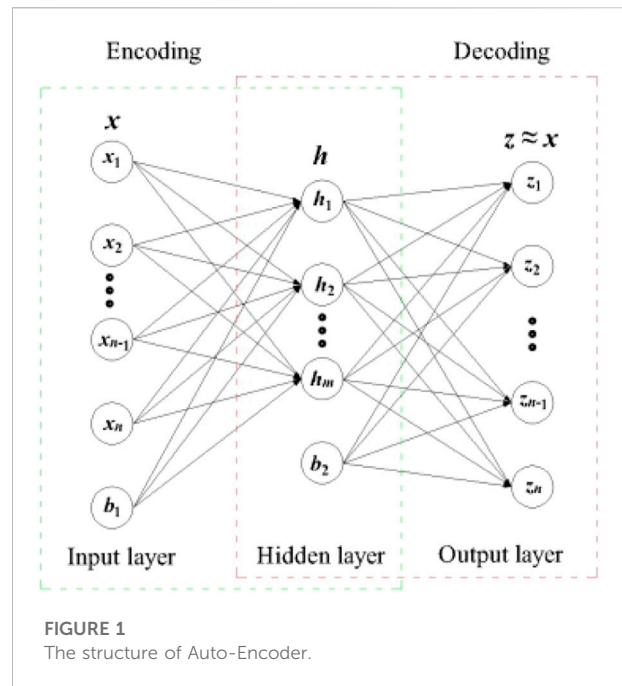 Encoding Decoding
x h z ≈ x
x1 h1 z1
x2 h2 z2
xn-1 hm zn-1
xn b2 zn
b1
Input layer Hidden layer Output layer
FIGURE 1
The structure of Auto-Encoder.